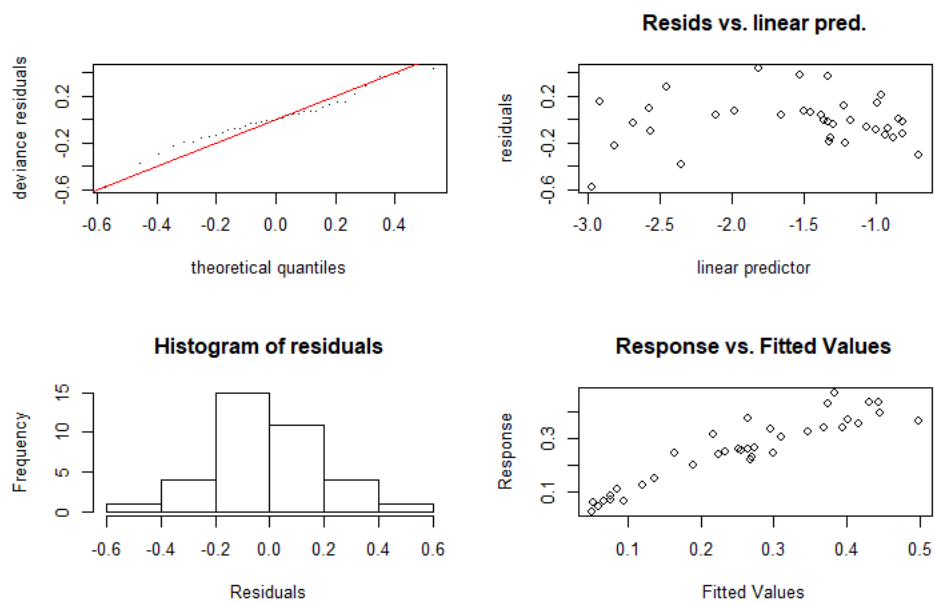 deviance residuals
0.2
-0.2
-0.6
-0.6 -0.4 -0.2 0.0 0.2 0.4
theoretical quantiles
Resids vs. linear pred.
residuals
0.2
-0.2
-0.6
-3.0 -2.5 -2.0 -1.5 -1.0
linear predictor
Histogram of residuals
Frequency
15
10
5
0
-0.6 -0.4 -0.2 0.0 0.2 0.4 0.6
Residuals
Response vs. Fitted Values
Response
0.3
0.1
0.1 0.2 0.3 0.4 0.5
Fitted Values